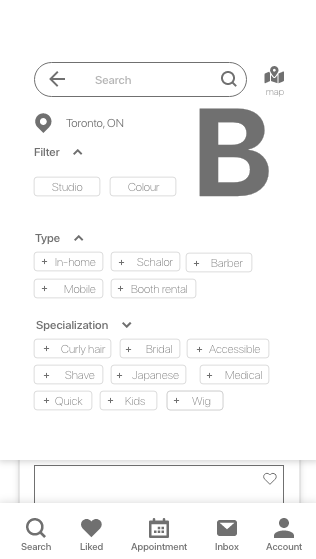 Search
map
Toronto, ON
B
Filter
Studio Colour
Type
+ In-home + Schalor + Barber
+ Mobile + Booth rental
Specialization
+ Curly hair + Bridal + Accessible
+ Shave + Japanese + Medical
+ Quick + Kids + Wig
Search Liked Appointment Inbox Account